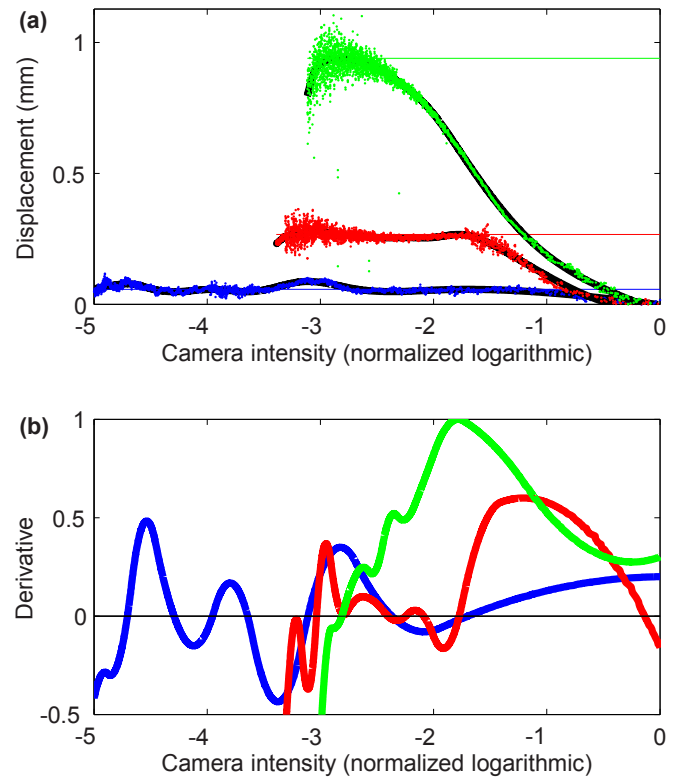 (a)
1
0.5
0
Displacement (mm)
-5 -4 -3 -2 -1 0
Camera intensity (normalized logarithmic)
(b)
1
0.5
0
-0.5
Derivative
-5 -4 -3 -2 -1 0
Camera intensity (normalized logarithmic)